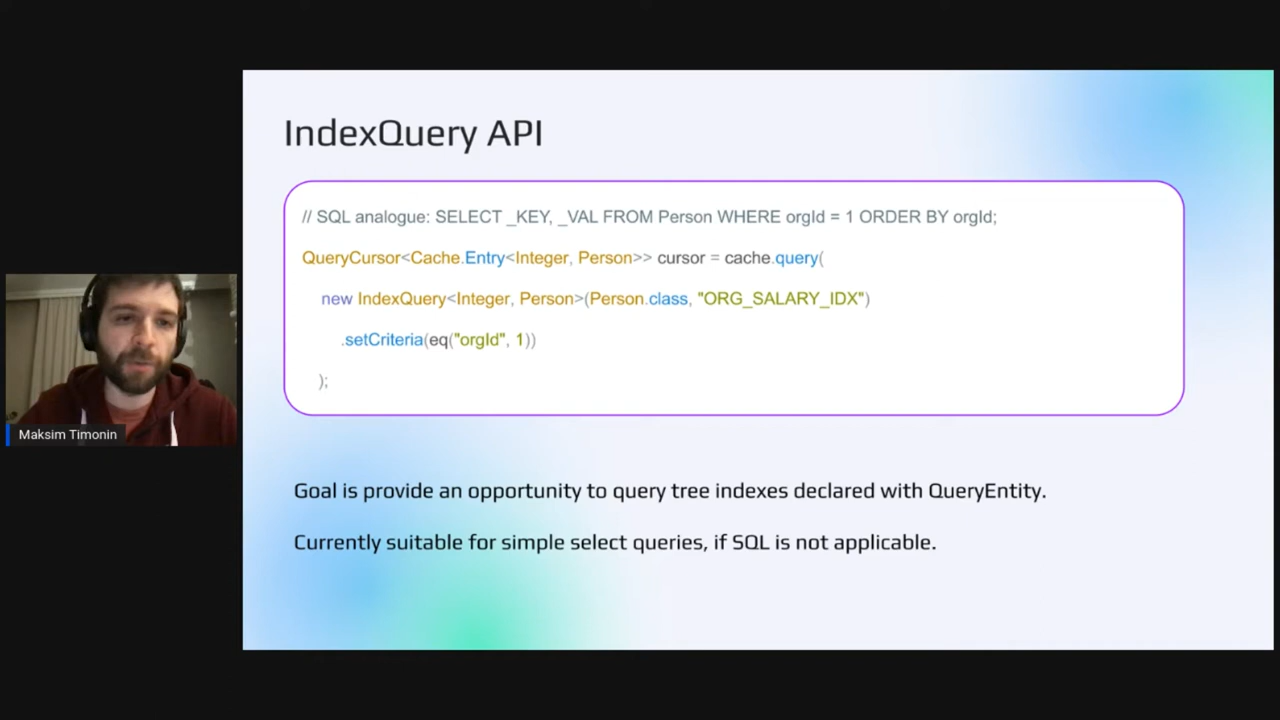 IndexQuery API
// SQL analogue: SELECT _KEY, _VAL FROM Person WHERE orgId = 1 ORDER BY orgId;
QueryCursor<Cache.Entry<Integer, Person>> cursor = cache.query(
new IndexQuery<Integer, Person>(Person.class, "ORG_SALARY_IDX")
.setCriteria(eq("orgId", 1))
);
Goal is provide an opportunity to query tree indexes declared with QueryEntity.
Currently suitable for simple select queries, if SQL is not applicable.
Maksim Timonin